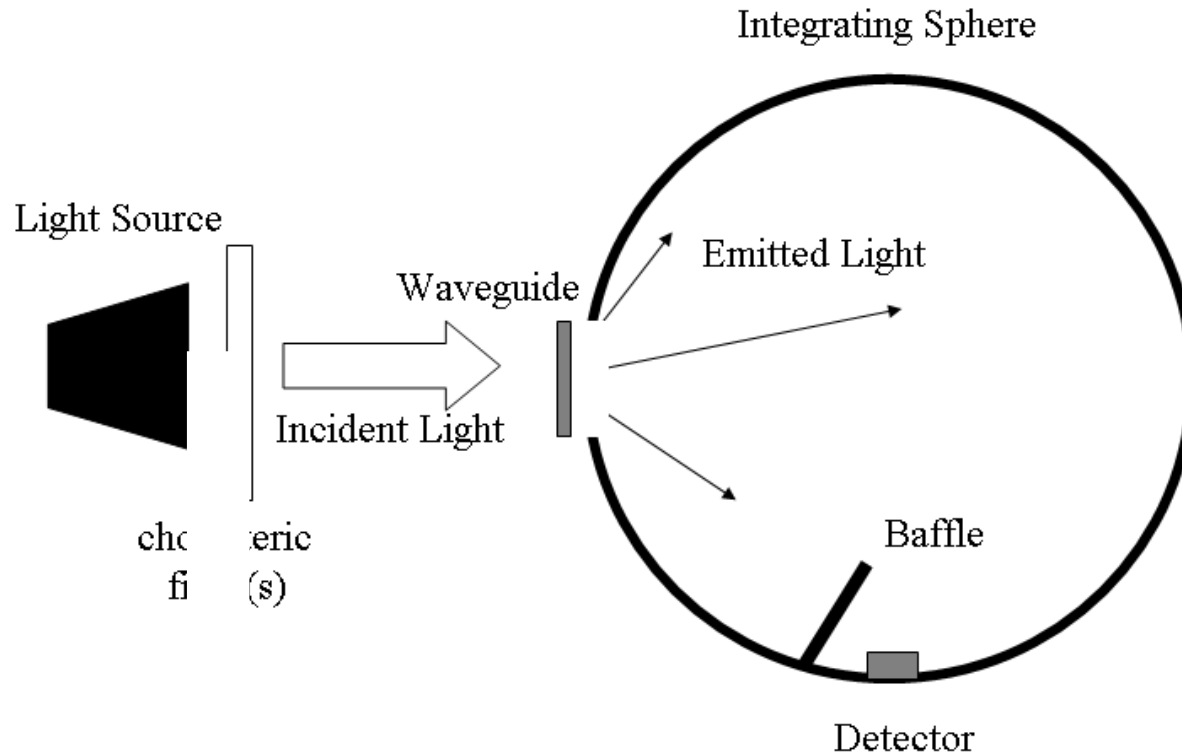 Integrating Sphere
Light Source
Emitted Light
Waveguide
Incident Light
Baffle
(s)
Detector